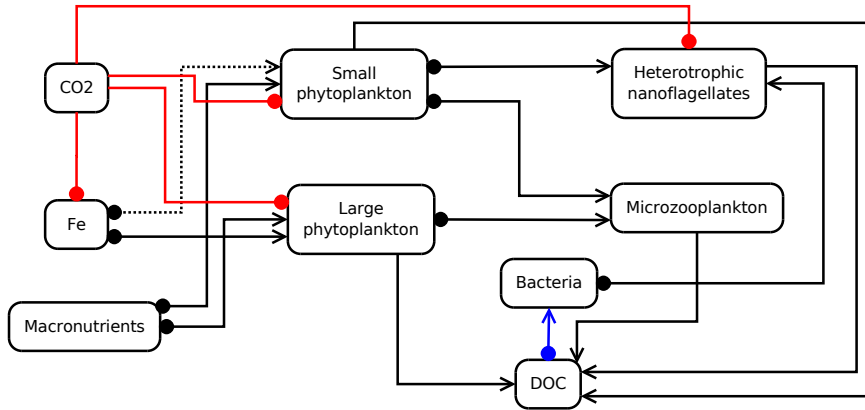 CO2
Small
phytoplankton
Heterotrophic
nanoflagellates
Fe
Large
phytoplankton
Microzooplankton
Bacteria
Macronutrients
DOC